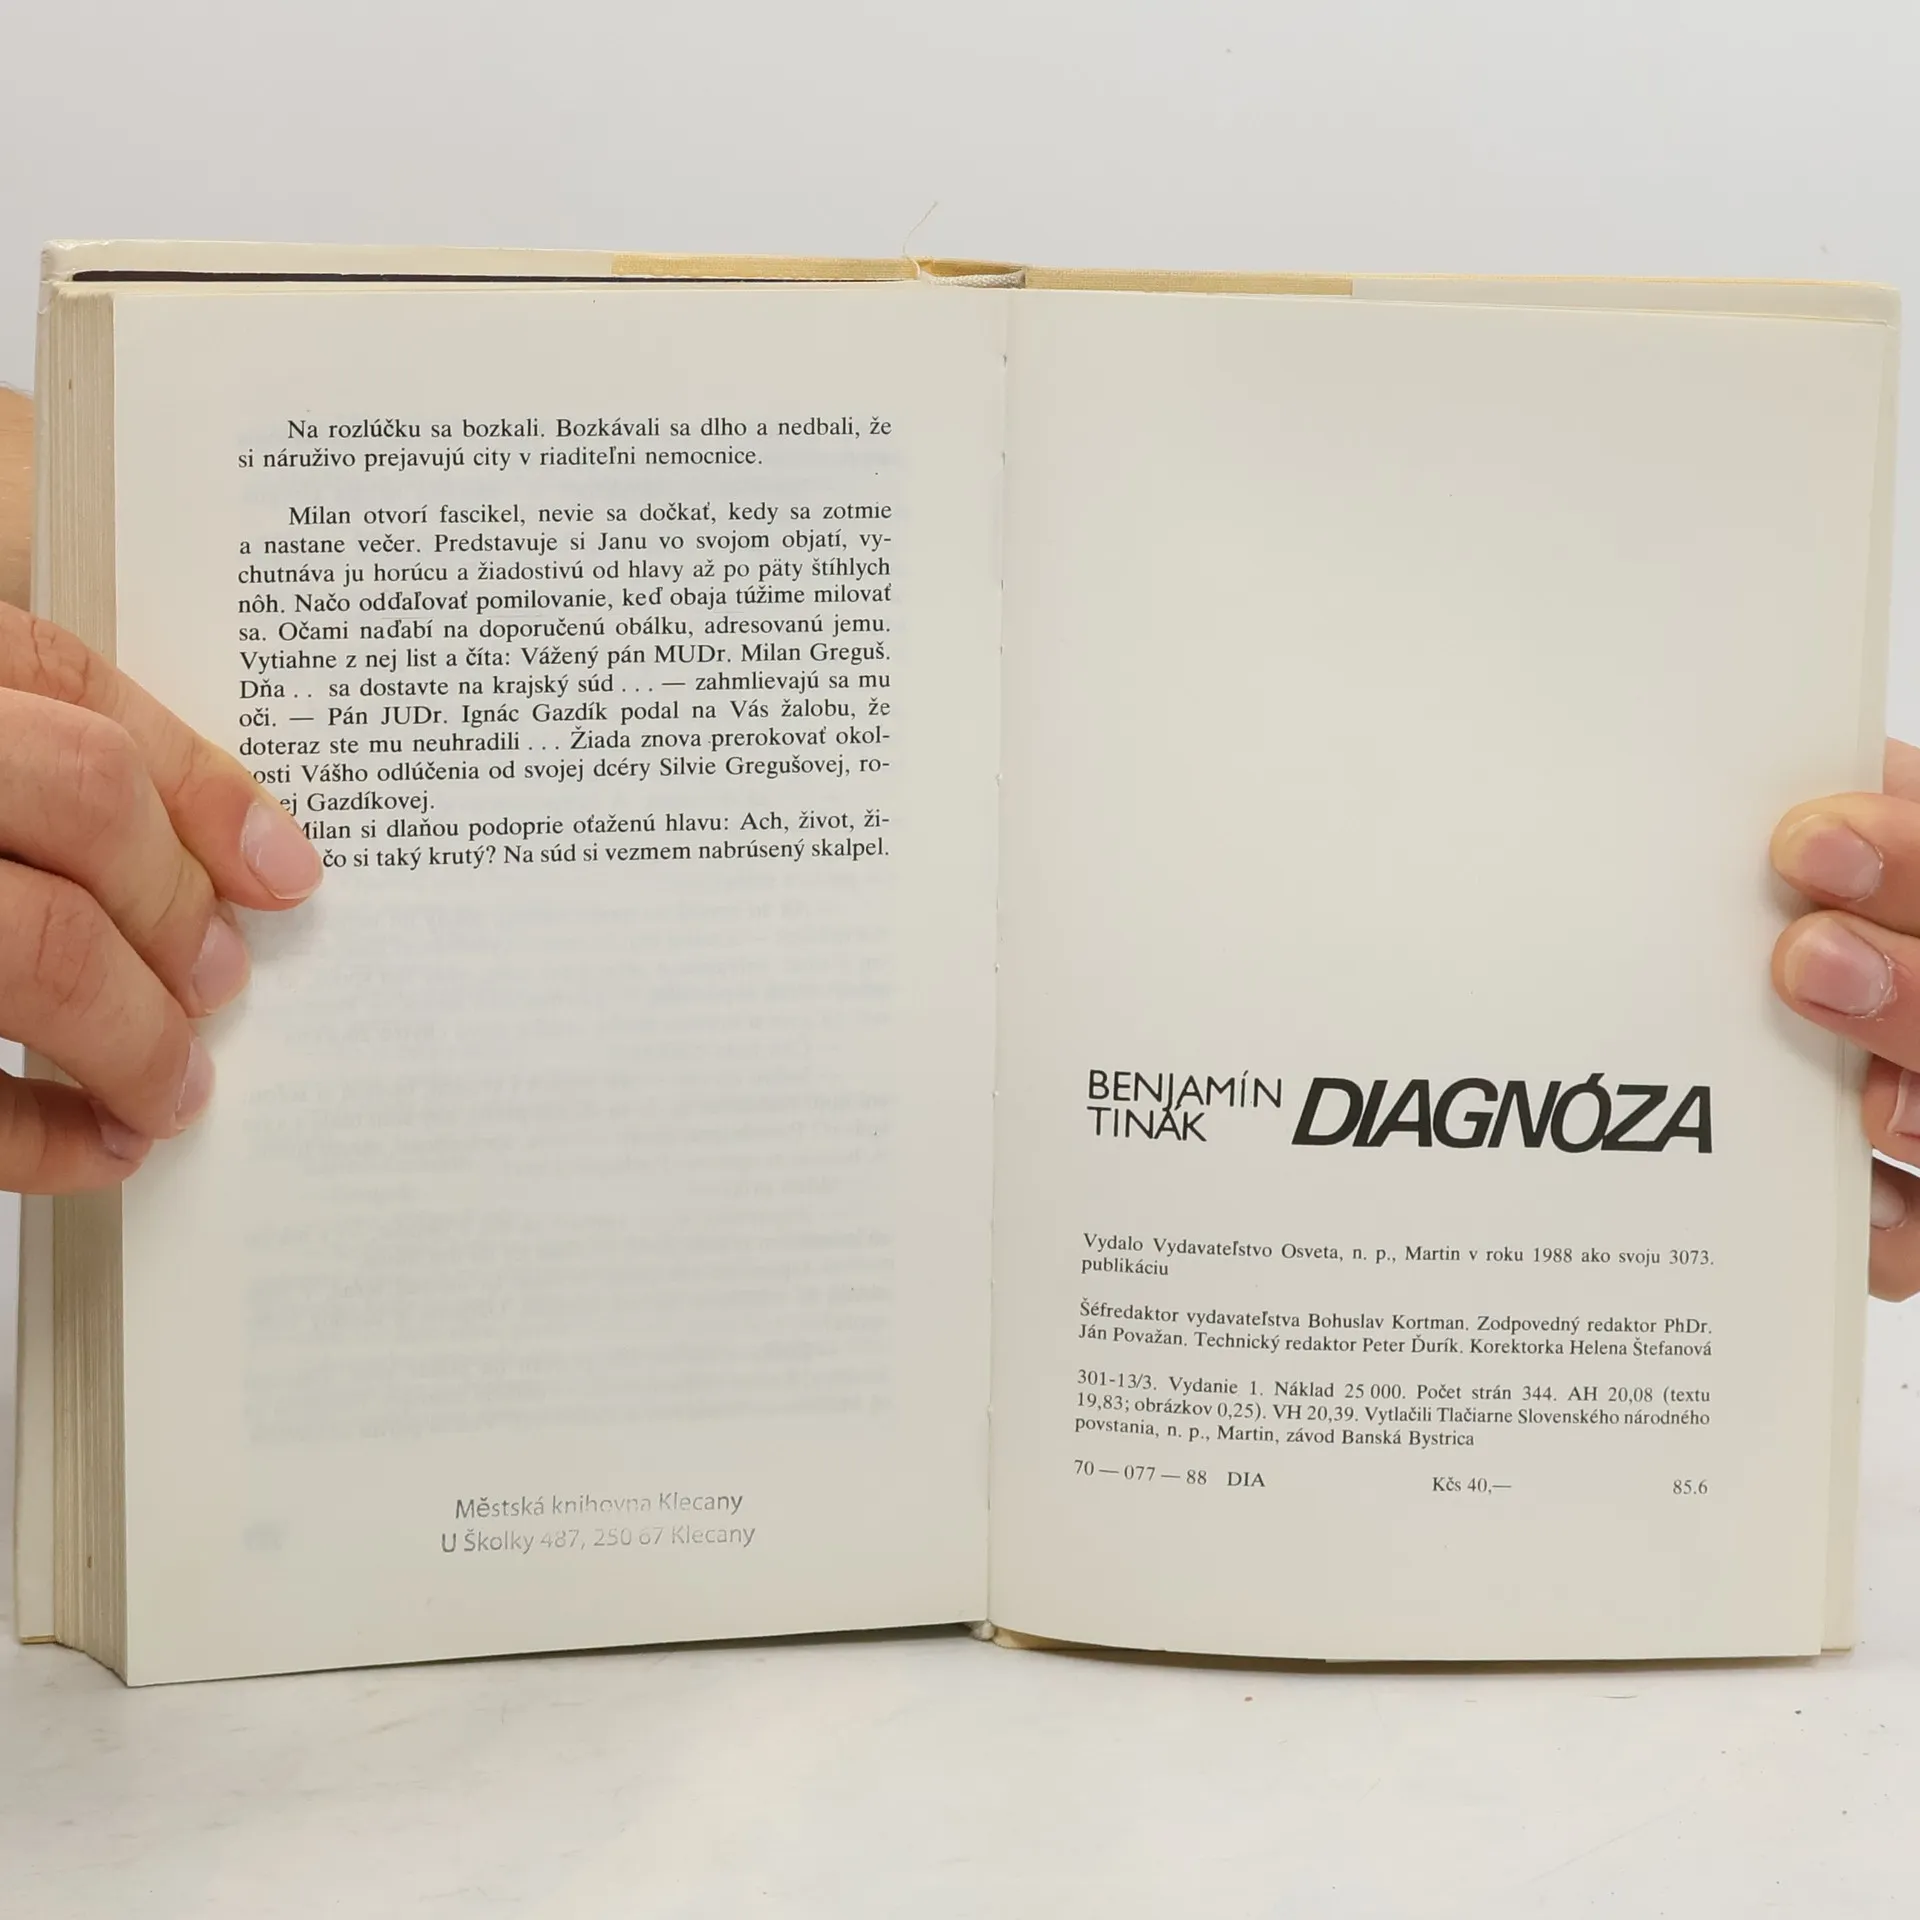 Na rozlúčku sa bozkali. Bozkávali sa dlho a nedbali, že
si náruživo prejavujú city v riaditeľni nemocnice.
Milan otvorí fascikel, nevie sa dočkať, kedy sa zotmie
a nastane večer. Predstavuje si Janu vo svojom objatí, vy-
chutnáva ju horúcu a žiadostivú od hlavy až po päty štíhlych
nôh. Načo odďaľovať pomilovanie, keď obaja túžime milovať
sa. Očami naďabí na doporučenú obálku, adresovanú jemu.
Vytiahne z nej list a číta: Vážený pán MUDr. Milan Greguš.
Dňa . . sa dostavte na krajský súd . . . — zahmlievajú sa mu
oči. — Pán JUDr. Ignác Gazdík podal na Vás žalobu, že
doteraz ste mu neuhradili . . . Žiada znova prerokovať okol-
osti Vášho odlúčenia od svojej dcéry Silvie Gregušovej, ro-
ej Gazdíkovej.
Milan si dlaňou podoprie oťaženú hlavu: Ach, život, ži-
čo si taký krutý? Na súd si vezmem nabrúsený skalpel.
Městská knihovna Klecany
U Školky 487, 250 67 Klecany
BENJAMÍN
TINÁK
DIAGNÓZA
Vydalo Vydavateľstvo Osveta, n. p., Martin v roku 1988 ako svoju 3073.
publikáciu
Šéfredaktor vydavateľstva Bohuslav Kortman. Zodpovedný redaktor PhDr.
Ján Považan. Technický redaktor Peter Ďurík. Korektorka Helena Štefanová
301-13/3. Vydanie 1. Náklad 25 000. Počet strán 344. AH 20,08 (textu
19,83; obrázkov 0,25). VH 20,39. Vytlačili Tlačiarne Slovenského národného
povstania, n. p., Martin, závod Banská Bystrica
70 — 077 — 88 DIA Kčs 40,— 85.6